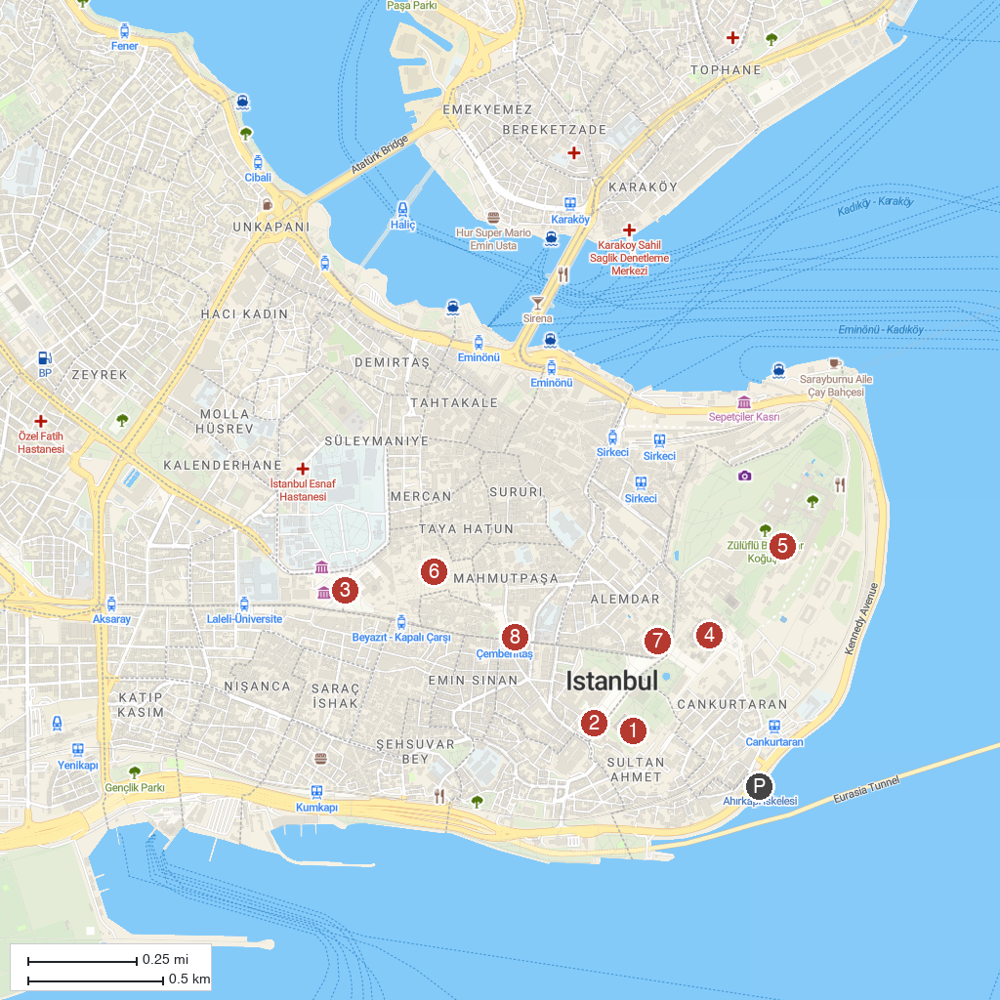 Paşa Parkı
Fener
TOPHANE
EMEKYEMEZ
BEREKETZADE
Atatürk Bridge
Cibali
KARAKÖY
Kadıköy - Karaköy
Haliç
Karaköy
UNKAPANI
Hur Super Mario
Emin Usta
Karakoy Sahil
Saglik Denetleme
Merkezi
HACI KADIN
Sirena
Eminönü - Kadıköy
Eminönü
DEMİRTAŞ
BP
ZEYREK
Eminönü
Sarayburnu Aile
Çay Bahçesi
TAHTAKALE
Sepetçiler Kasrı
MOLLA
HÜSREV
Özel Fatih
Hastanesi
SÜLEYMANIYE
Sirkeci
Sirkeci
KALENDERHANE
İstanbul Esnaf
Hastanesi
MERCAN
SURURI
Sirkeci
TAYA HATUN
Zülüflü B
Koğuş
5
6
MAHMUTPAŞA
3
ALEMDAR
Kennedy Avenue
Aksaray
Laleli-Üniversite
Beyazıt - Kapalı Çarşı
8
Çemberlitaş
7
4
EMIN SINAN
Istanbul
NIŞANCA
SARAÇ
İSHAK
KATIP
KASIM
CANKURTARAN
2
1
Cankurtaran
ŞEHSUVAR
BEY
SULTAN
AHMET
Yenikapı
Gençlik Parkı
P
Ahırkapı İskelesi
Kumkapı
Eurasia Tunnel
0.25 mi
0.5 km